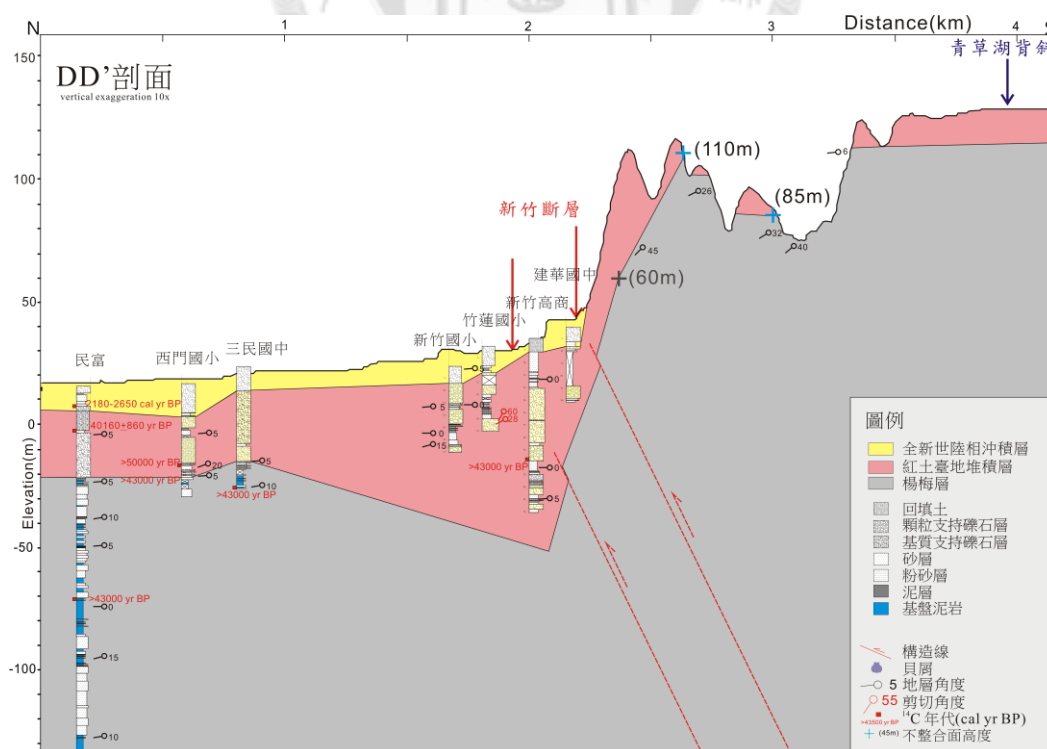 N
1
2
3
4
Distance(km)
150
100
50
0
-50
-100
Elevation(m)
DD’剖面
vertical exaggeration 10x
青草湖背斜
新竹斷層
(110m)
(85m)
(60m)
6
26
32
40
45
民富
西門國小
三民國中
新竹國小
竹蓮國小
新竹高商
建華國中
2180-2650 cal yr BP
40160±860 yr BP
5
>50000 yr BP
>43000 yr BP
5
10
5
>43000 yr BP
0
15
10
5
20
5
5
10
>43000 yr BP
5
0
15
5
0
60
28
0
>43000 yr BP
0
5
圖例
全新世陸相沖積層
紅土臺地堆積層
楊梅層
回填土
顆粒支持礫石層
基質支持礫石層
砂層
粉砂層
泥層
基盤泥岩
構造線
貝屑
5 地層角度
55 剪切角度
>43500 yr BP 14C 年代(cal yr BP)
(45m) 不整合面高度